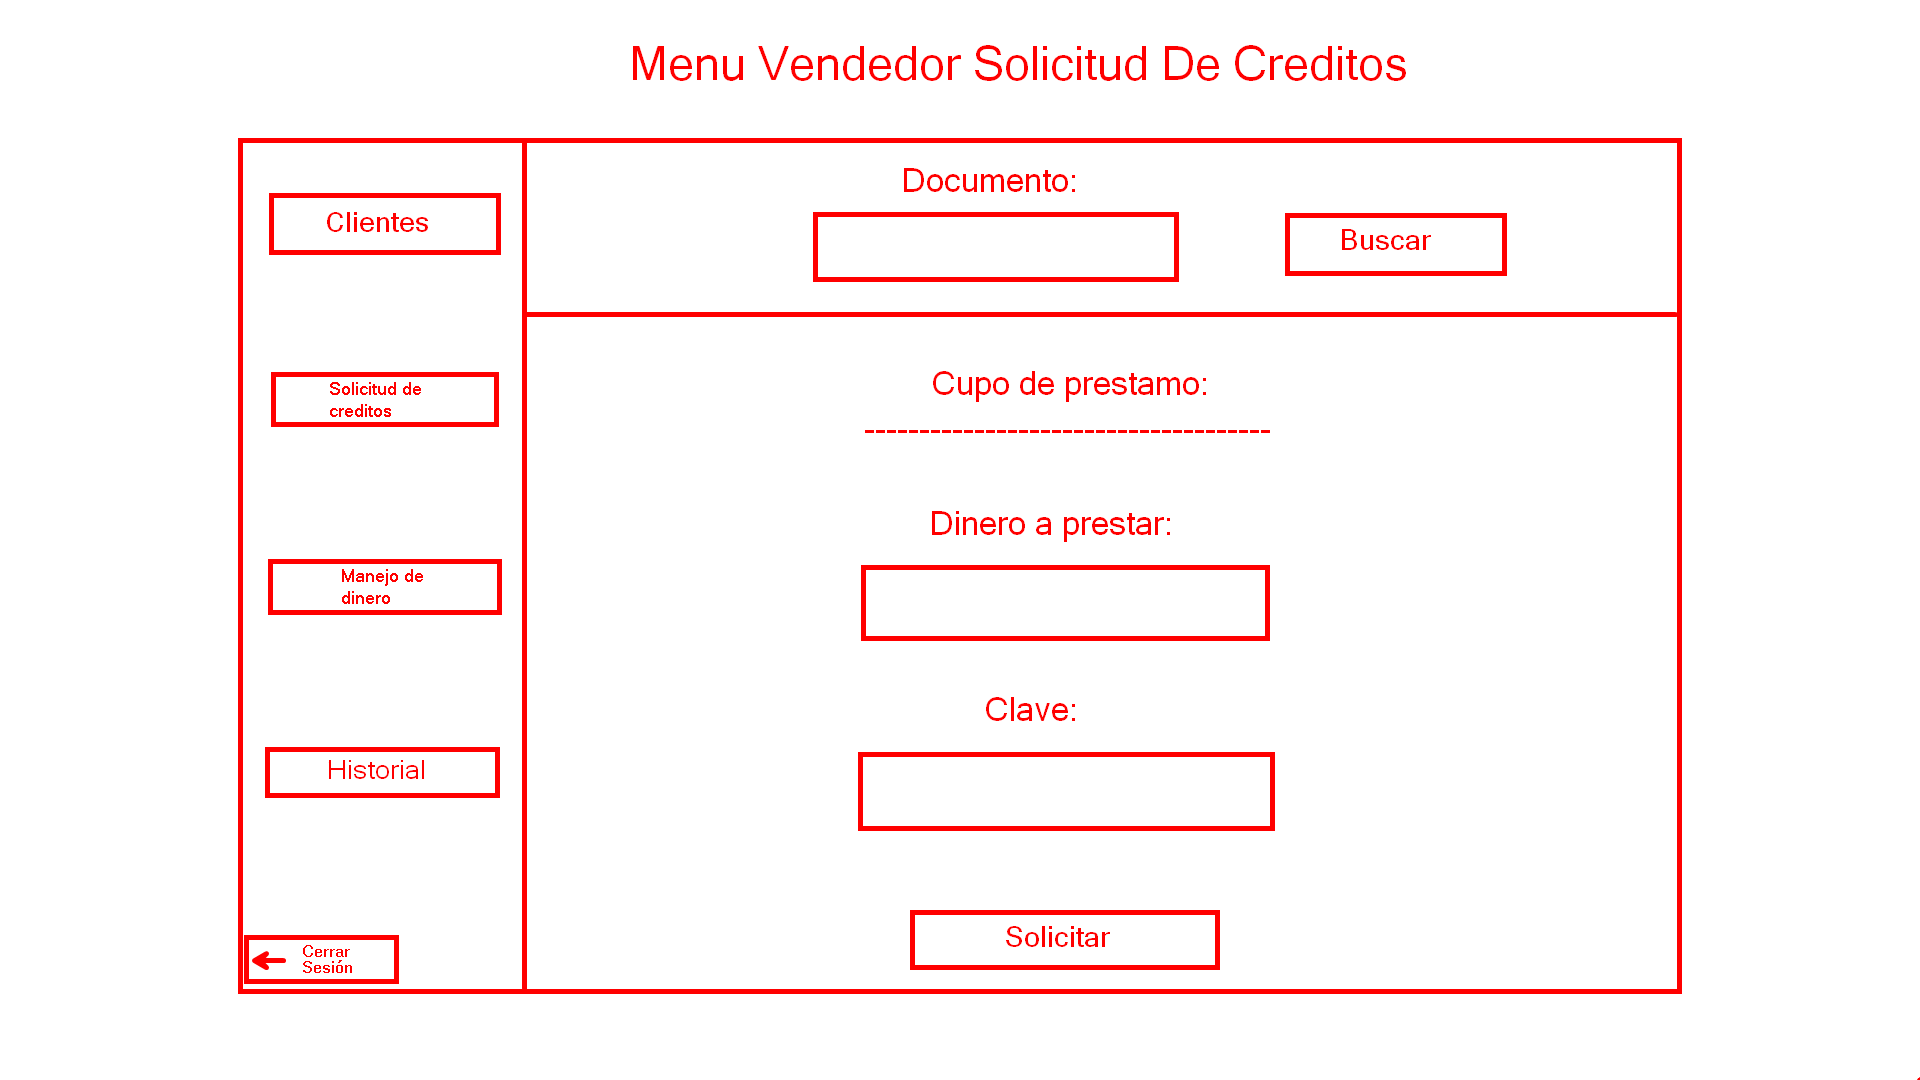 Menu Vendedor Solicitud De Creditos
Clientes
Solicitud de
creditos
Manejo de
dinero
Historial
Cerrar
Sesión
Documento:
Buscar
Cupo de prestamo:
-------------------------------------
Dinero a prestar:
Clave:
Solicitar